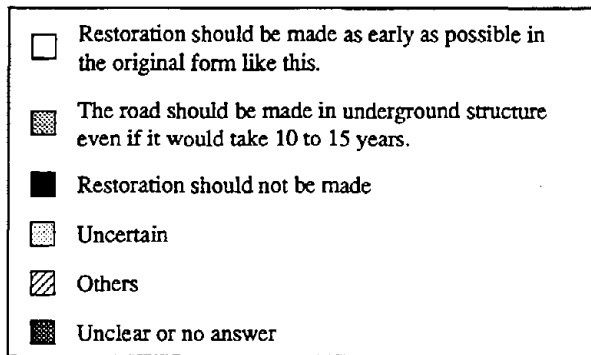 Restoration should be made as early as possible in
the original form like this.
The road should be made in underground structure
even if it would take 10 to 15 years.
Restoration should not be made
Uncertain
Others
Unclear or no answer